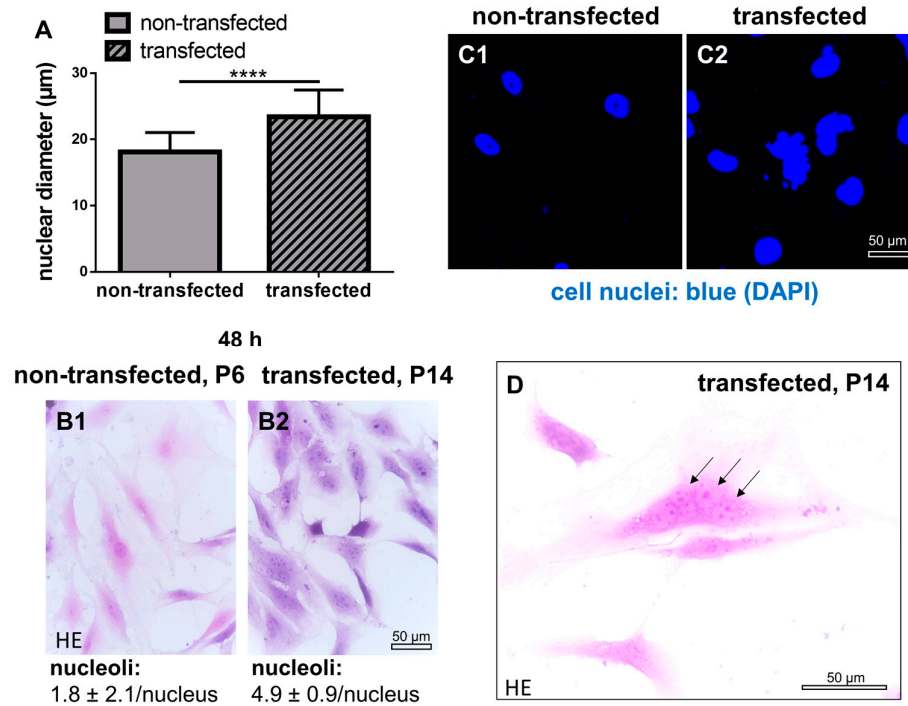 A
non-transfected
transfected
****
nuclear diameter (µm)
30
20
10
0
non-transfected
transfected
48 h
non-transfected
transfected
C1
C2
50 µm
cell nuclei: blue (DAPI)
non-transfected, P6
transfected, P14
B1
B2
HE
50 µm
nucleoli:
1.8 ± 2.1/nucleus
nucleoli:
4.9 ± 0.9/nucleus
D
transfected, P14
HE
50 µm